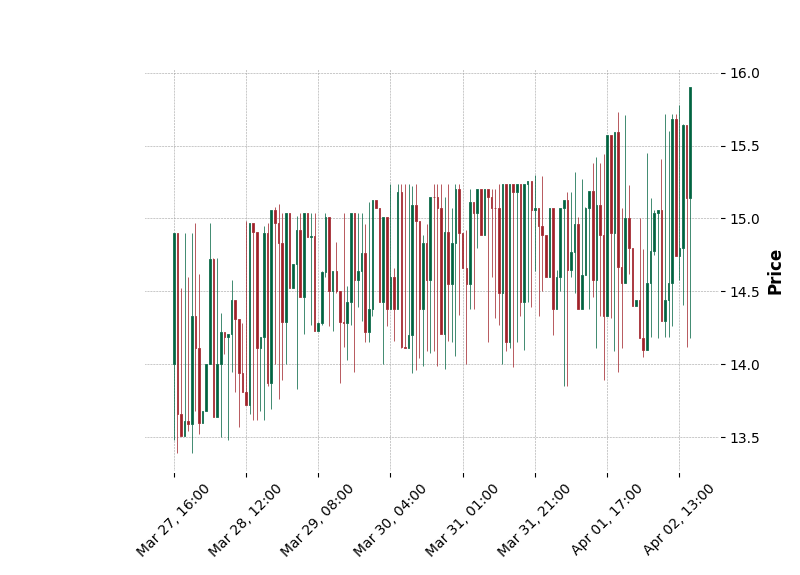 16.0
15.5
15.0
14.5
14.0
13.5
Price
Mar 27, 16:00
Mar 28, 12:00
Mar 29, 08:00
Mar 30, 04:00
Mar 31, 01:00
Mar 31, 21:00
Apr 01, 17:00
Apr 02, 13:00